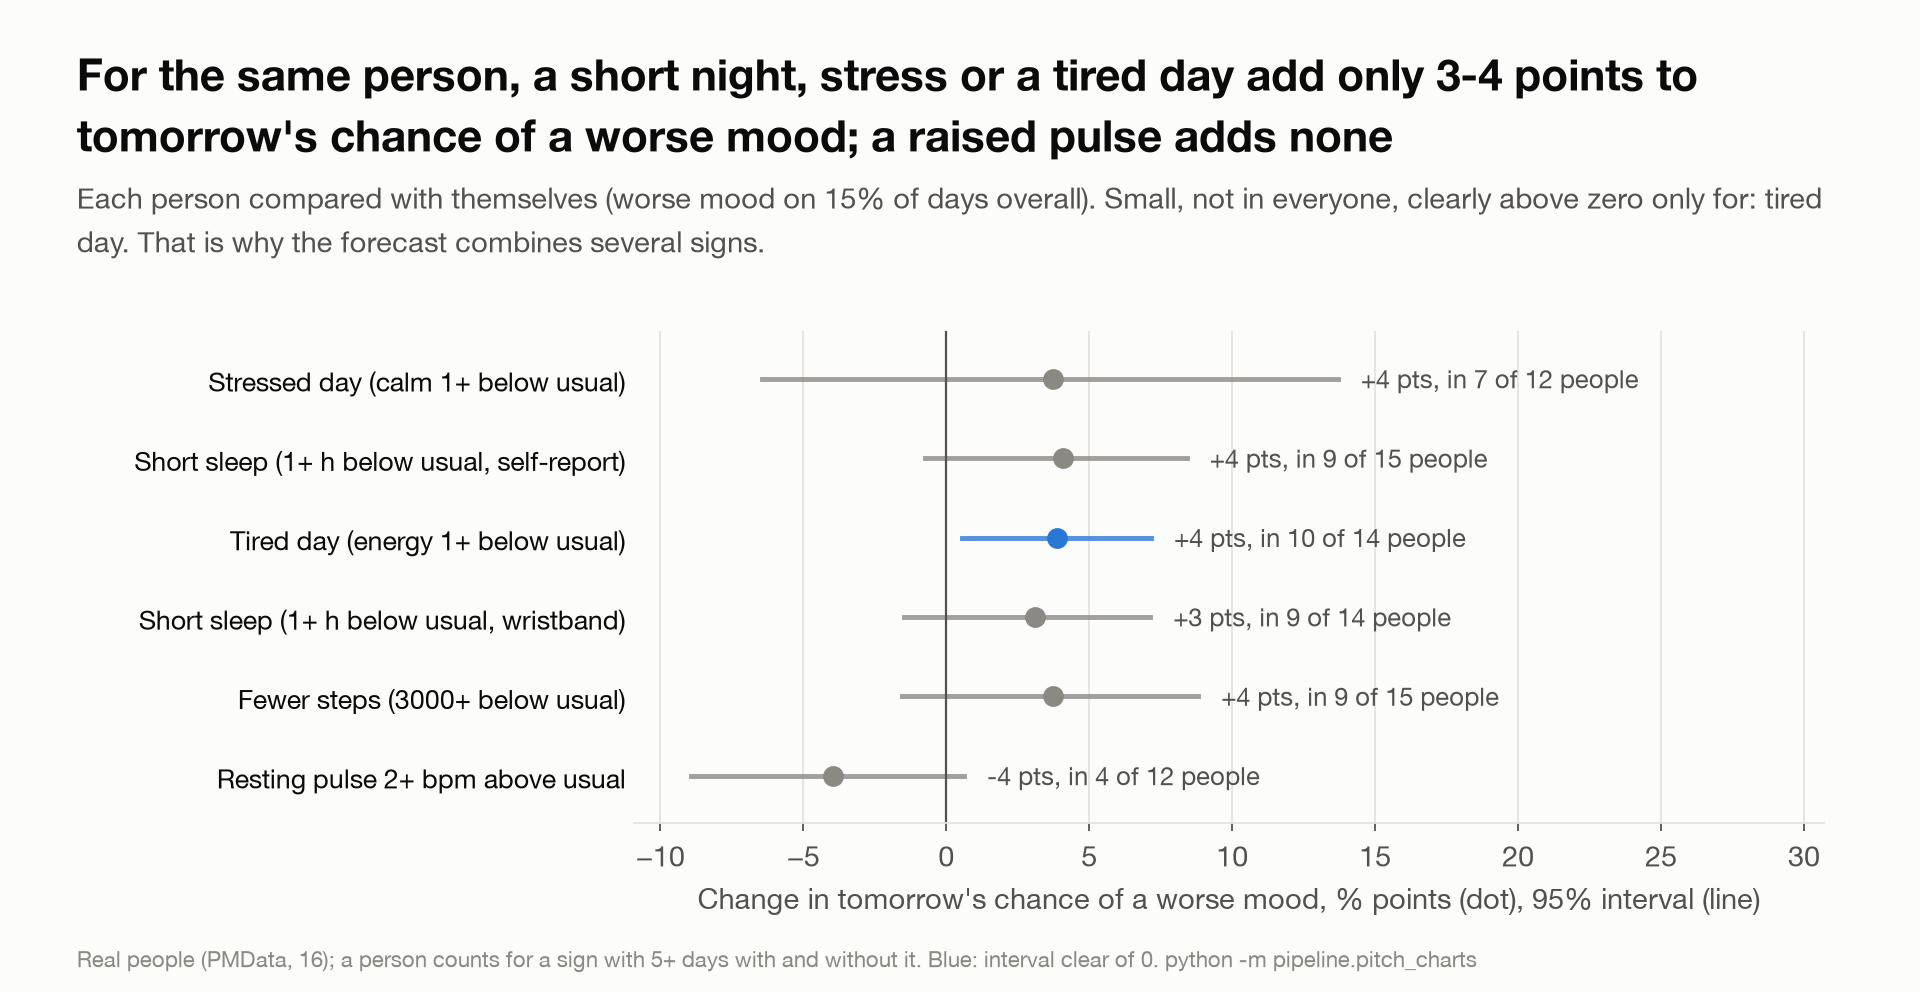 For the same person, a short night, stress or a tired day add only 3-4 points to
tomorrow's chance of a worse mood; a raised pulse adds none
Each person compared with themselves (worse mood on 15% of days overall). Small, not in everyone, clearly above zero only for: tired
day. That is why the forecast combines several signs.
Stressed day (calm 1+ below usual)
+4 pts, in 7 of 12 people
Short sleep (1+ h below usual, self-report)
+4 pts, in 9 of 15 people
Tired day (energy 1+ below usual)
+4 pts, in 10 of 14 people
Short sleep (1+ h below usual, wristband)
+3 pts, in 9 of 14 people
Fewer steps (3000+ below usual)
+4 pts, in 9 of 15 people
Resting pulse 2+ bpm above usual
-4 pts, in 4 of 12 people
−10 −5 0 5 10 15 20 25 30
Change in tomorrow's chance of a worse mood, % points (dot), 95% interval (line)
Real people (PMData, 16); a person counts for a sign with 5+ days with and without it. Blue: interval clear of 0. python -m pipeline.pitch_charts